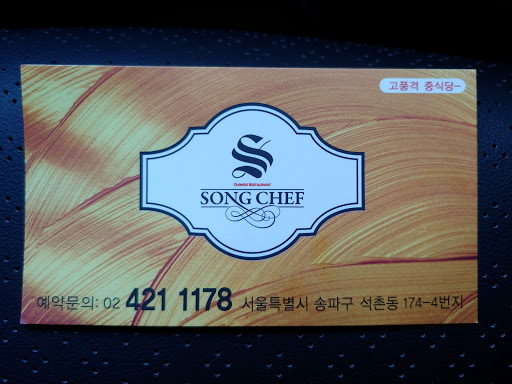 고품격 중식당-
S
CHINESE RESTAURANT
SONG CHEF
예약문의: 02 421 1178 서울특별시 송파구 석촌동 174-4번지